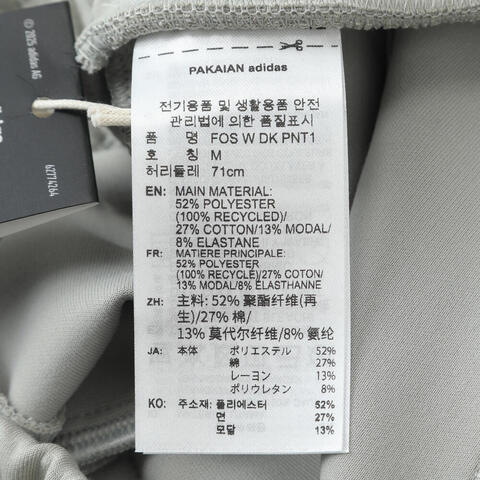 © 2025 adidas AG
62774264
PAKAIAN adidas
전기용품 및 생활용품 안전
관리법에 의한 품질표시
품 명 FOS W DK PNT1
호 칭 M
허리둘레 71cm
EN: MAIN MATERIAL:
52% POLYESTER
(100% RECYCLED)/
27% COTTON/13% MODAL/
8% ELASTANE
FR: MATIERE PRINCIPALE:
52% POLYESTER
(100% RECYCLÉ)/27% COTON/
13% MODAL/8% ELASTHANNE
ZH: 主料: 52% 聚酯纤维(再
生)/27% 棉/
13% 莫代尔纤维/8% 氨纶
JA: 本体 ポリエステル 52%
綿 27%
レーヨン 13%
ポリウレタン 8%
KO: 주소재: 폴리에스터 52%
면 27%
모달 13%